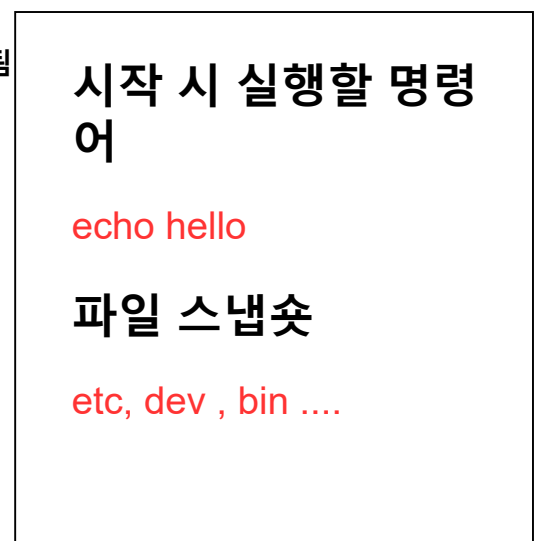 시작 시 실행할 명령
어
echo hello
파일 스냅숏
etc, dev , bin ....